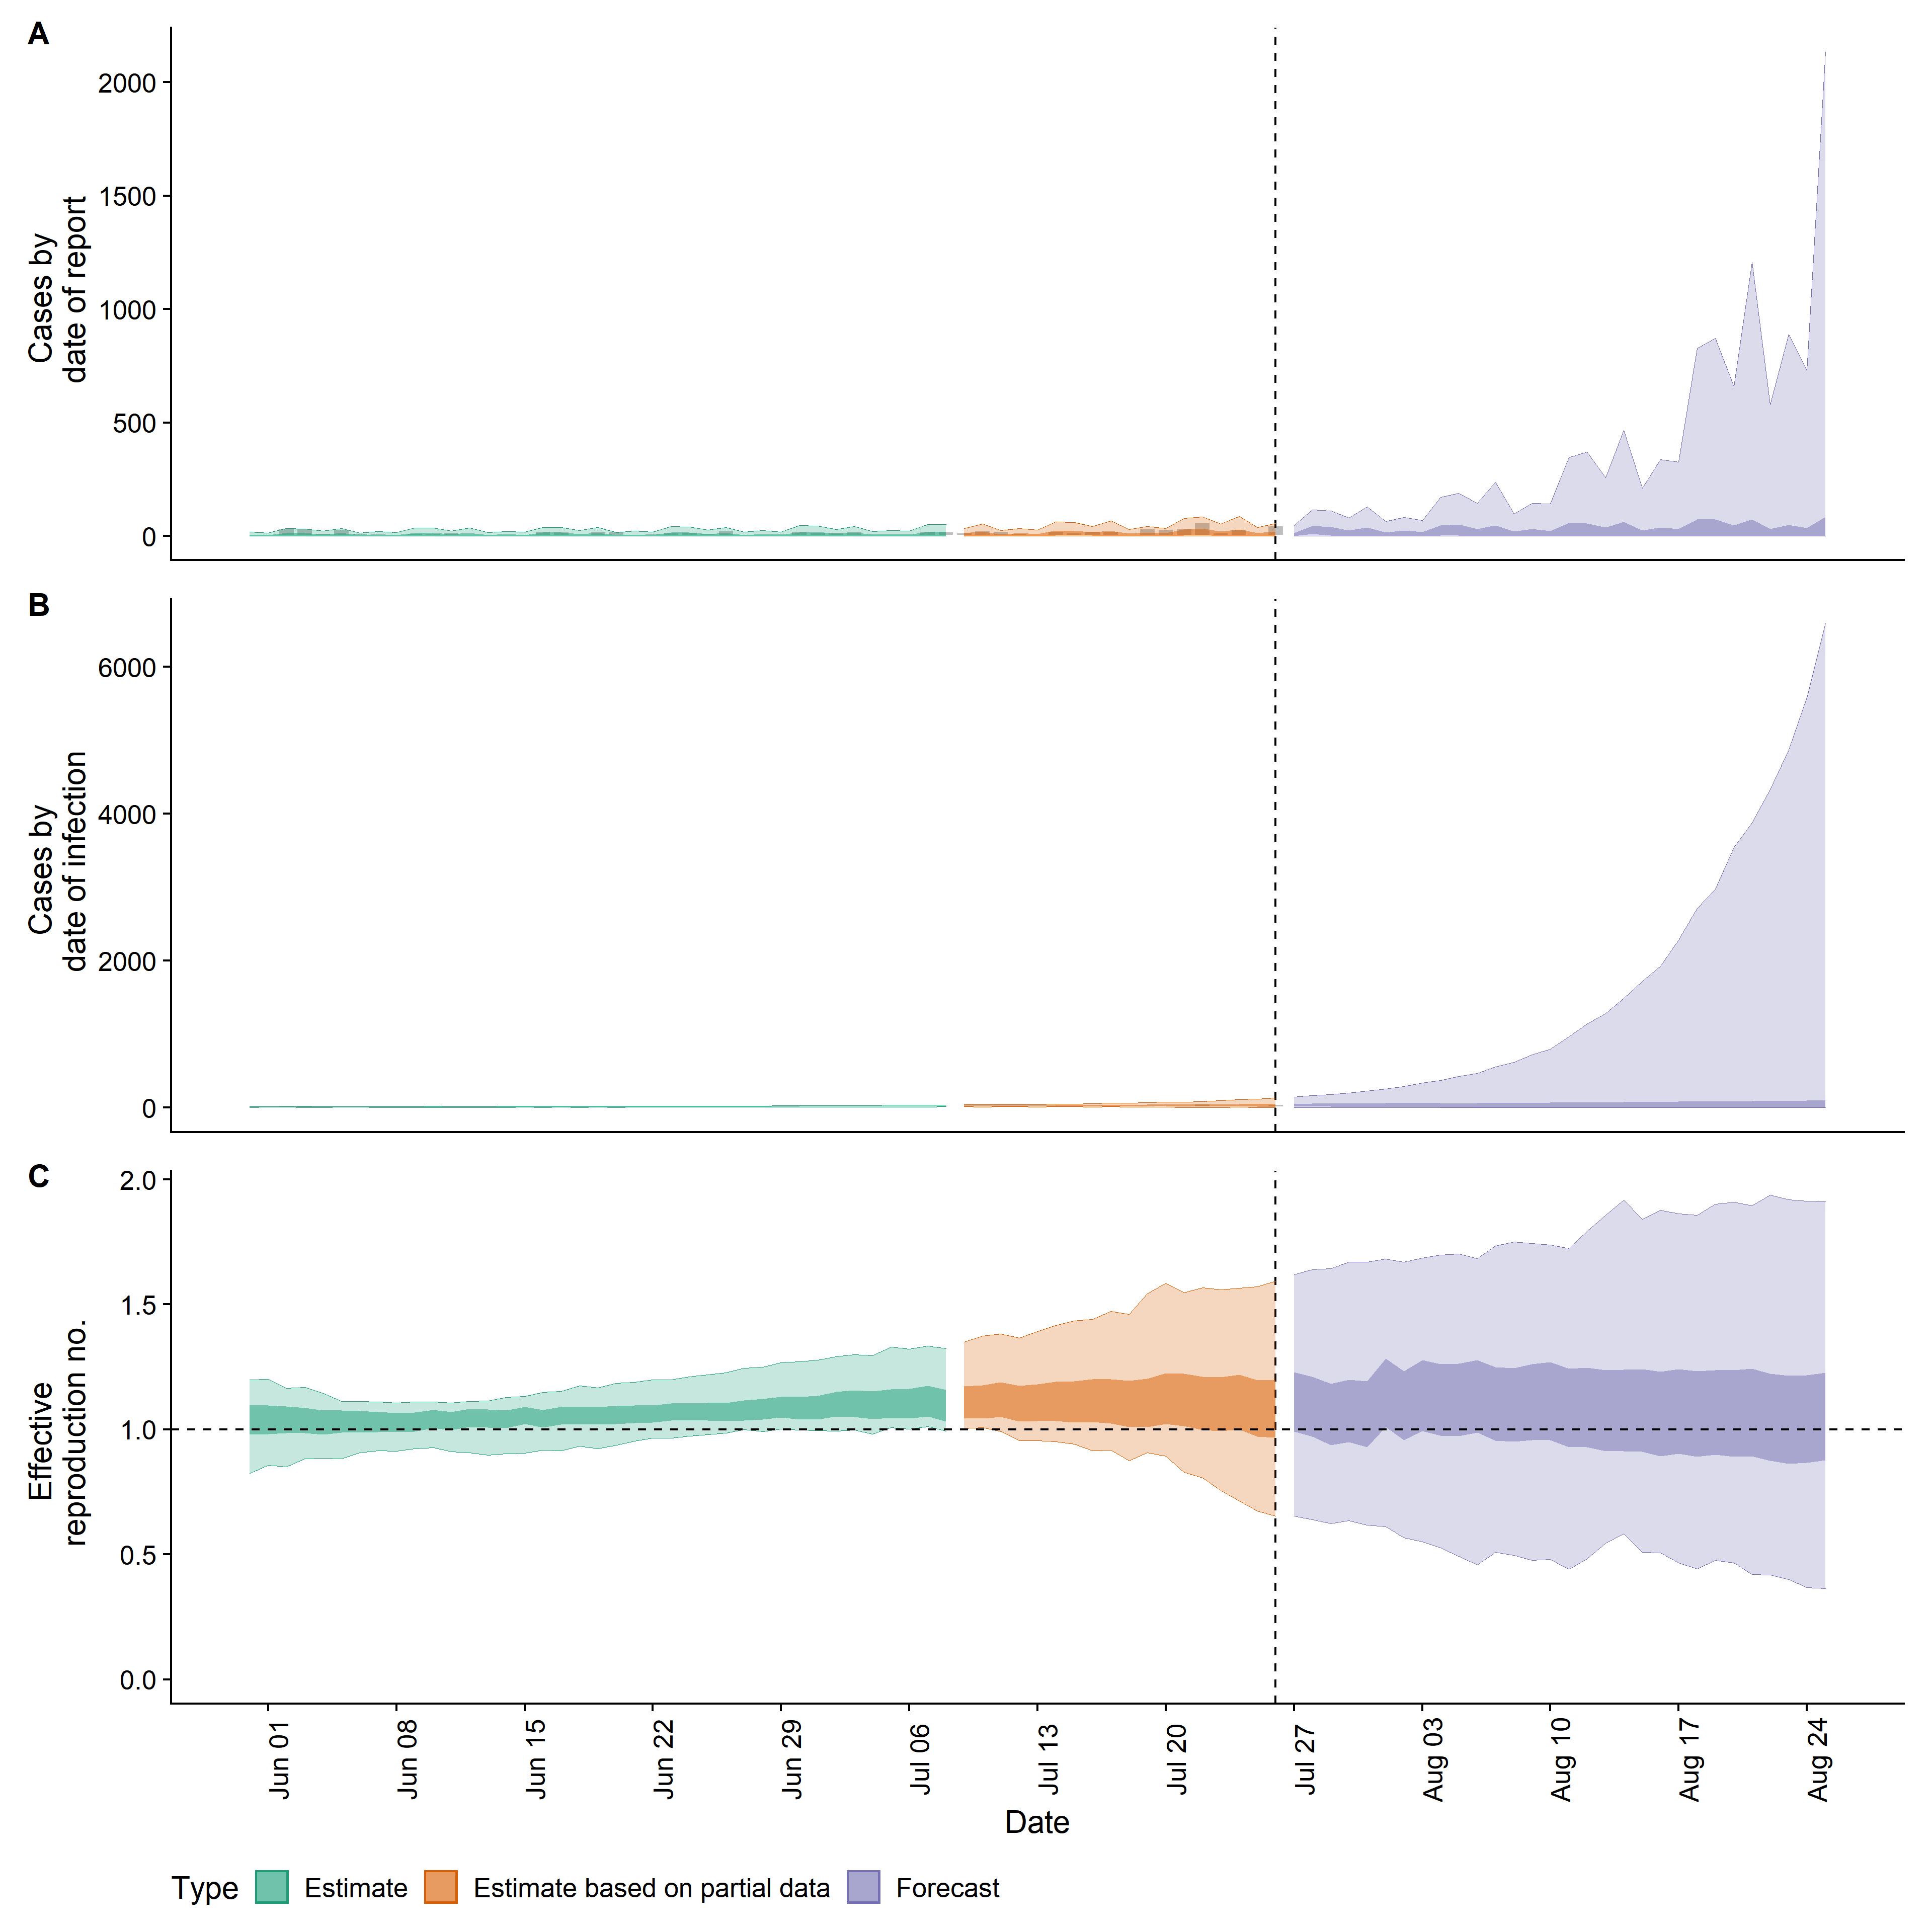 A
2000
1500
1000
500
0
Cases by
date of report
B
6000
4000
2000
0
Cases by
date of infection
C
2.0
1.5
1.0
0.5
0.0
Effective
reproduction no.
Jun 01
Jun 08
Jun 15
Jun 22
Jun 29
Jul 06
Jul 13
Jul 20
Jul 27
Aug 03
Aug 10
Aug 17
Aug 24
Date
Type Estimate Estimate based on partial data Forecast